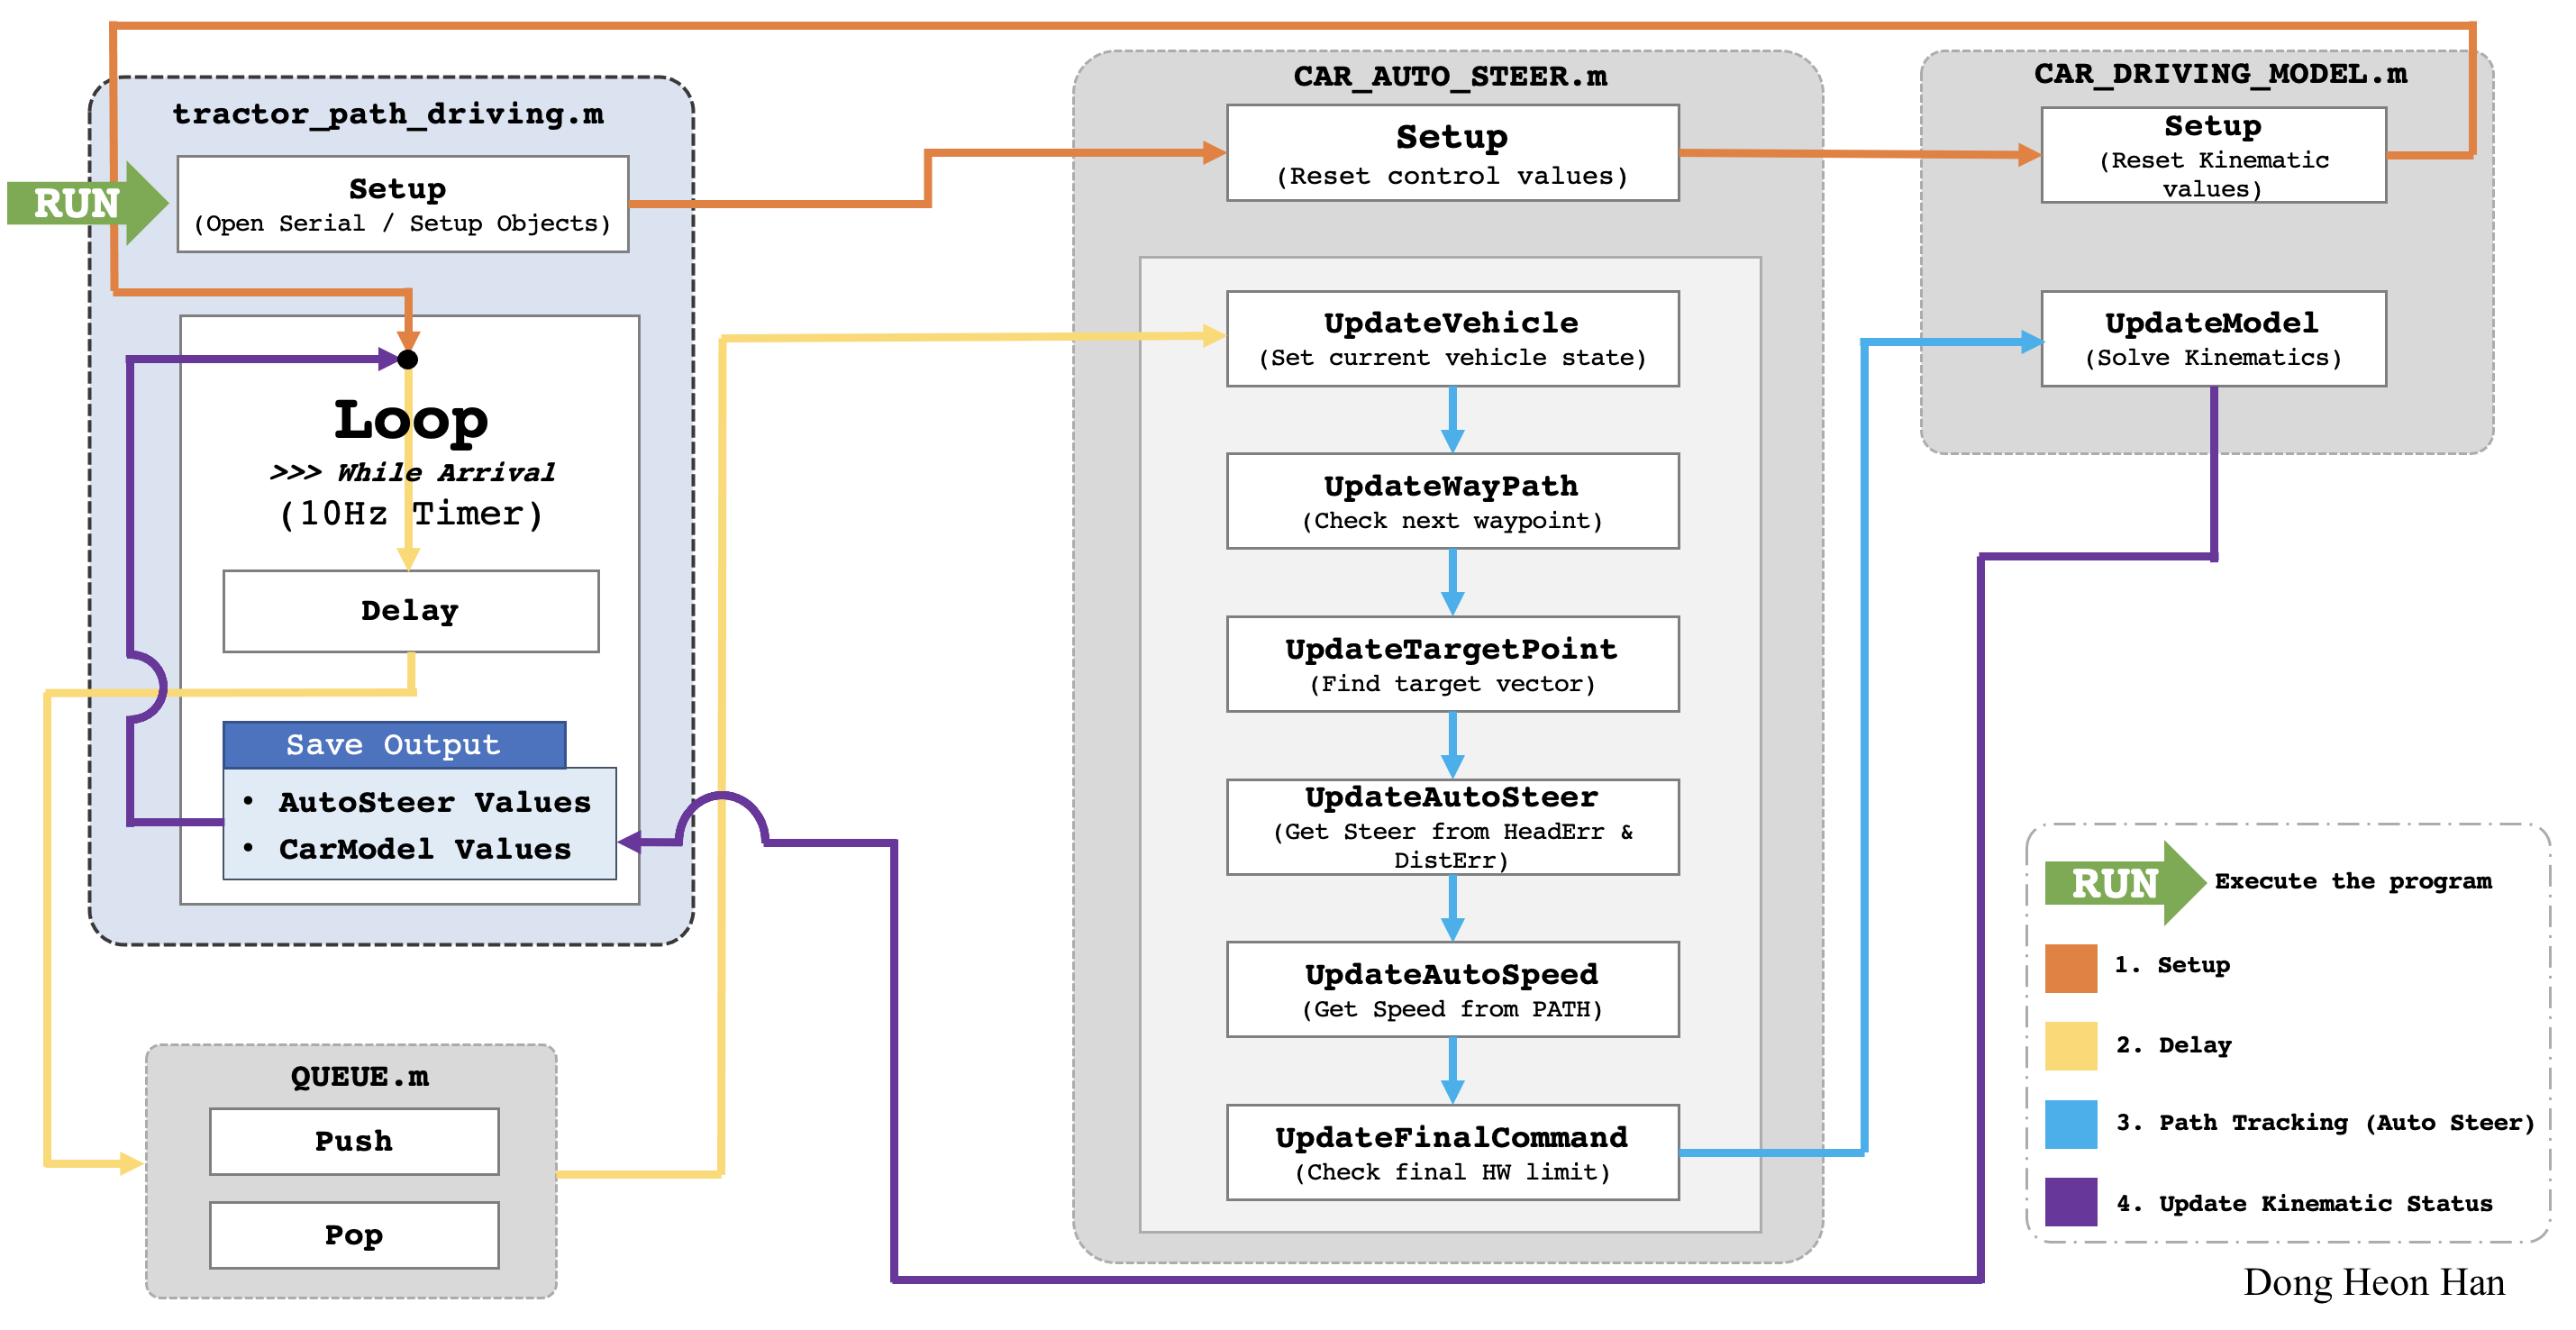 tractor_path_driving.m
RUN
Setup
(Open Serial / Setup Objects)
Loop
>>> While Arrival
(10Hz Timer)
Delay
Save Output
• AutoSteer Values
• CarModel Values
QUEUE.m
Push
Pop
CAR_AUTO_STEER.m
Setup
(Reset control values)
UpdateVehicle
(Set current vehicle state)
UpdateWayPath
(Check next waypoint)
UpdateTargetPoint
(Find target vector)
UpdateAutoSteer
(Get Steer from HeadErr &
DistErr)
UpdateAutoSpeed
(Get Speed from PATH)
UpdateFinalCommand
(Check final HW limit)
CAR_DRIVING_MODEL.m
Setup
(Reset Kinematic
values)
UpdateModel
(Solve Kinematics)
RUN Execute the program
1. Setup
2. Delay
3. Path Tracking (Auto Steer)
4. Update Kinematic Status
Dong Heon Han